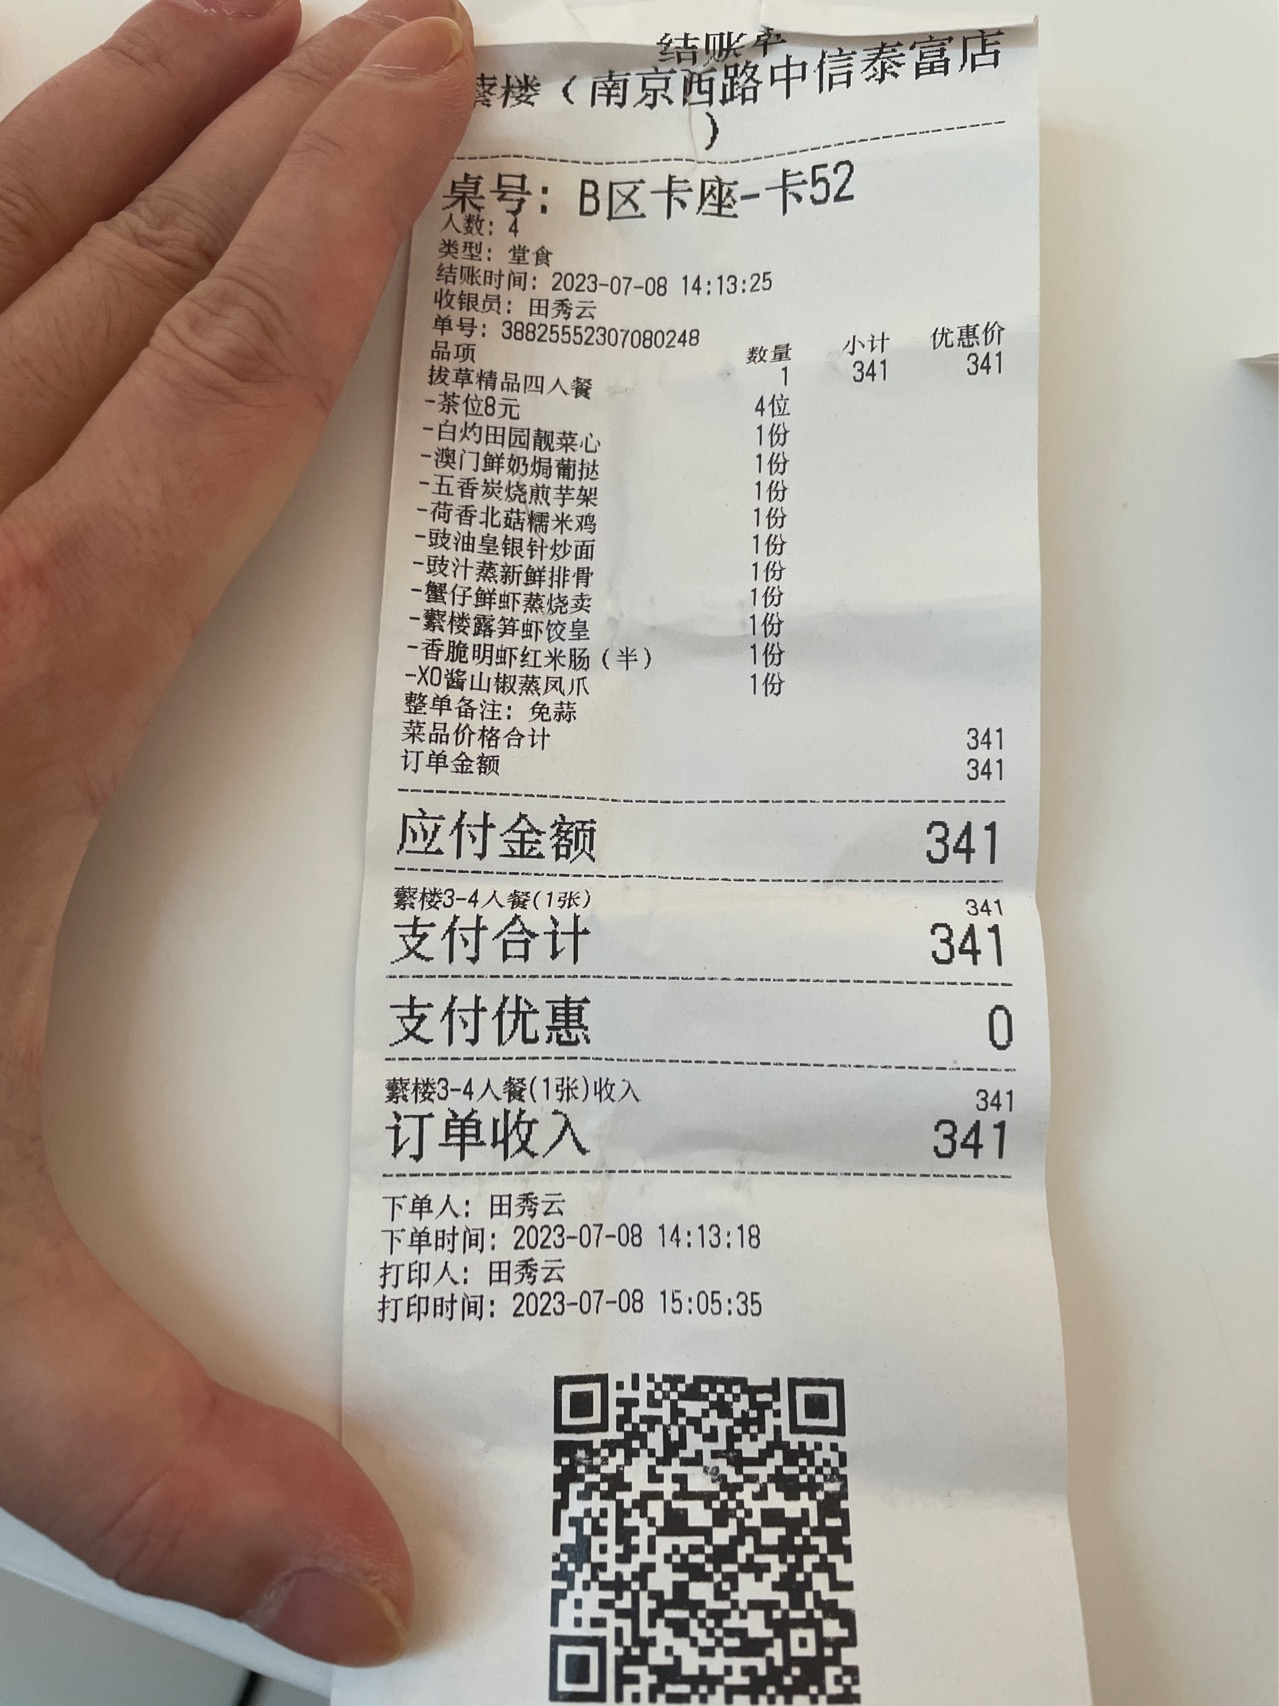 结账单
蘩楼（南京西路中信泰富店
）
桌号：B区卡座-卡52
人数：4
类型：堂食
结账时间：2023-07-08 14:13:25
收银员：田秀云
单号：38825552307080248
品项 数量 小计 优惠价
拔草精品四人餐 1 341 341
-茶位8元 4位
-白灼田园靓菜心 1份
-澳门鲜奶焗葡挞 1份
-五香炭烧煎芋架 1份
-荷香北菇糯米鸡 1份
-豉油皇银针炒面 1份
-豉汁蒸新鲜排骨 1份
-蟹仔鲜虾蒸烧卖 1份
-蘩楼露笋虾饺皇 1份
-香脆明虾红米肠（半） 1份
-XO酱山椒蒸凤爪 1份
整单备注：免蒜
菜品价格合计 341
订单金额 341
应付金额 341
蘩楼3-4人餐(1张) 341
支付合计 341
支付优惠 0
蘩楼3-4人餐(1张)收入 341
订单收入 341
下单人：田秀云
下单时间：2023-07-08 14:13:18
打印人：田秀云
打印时间：2023-07-08 15:05:35